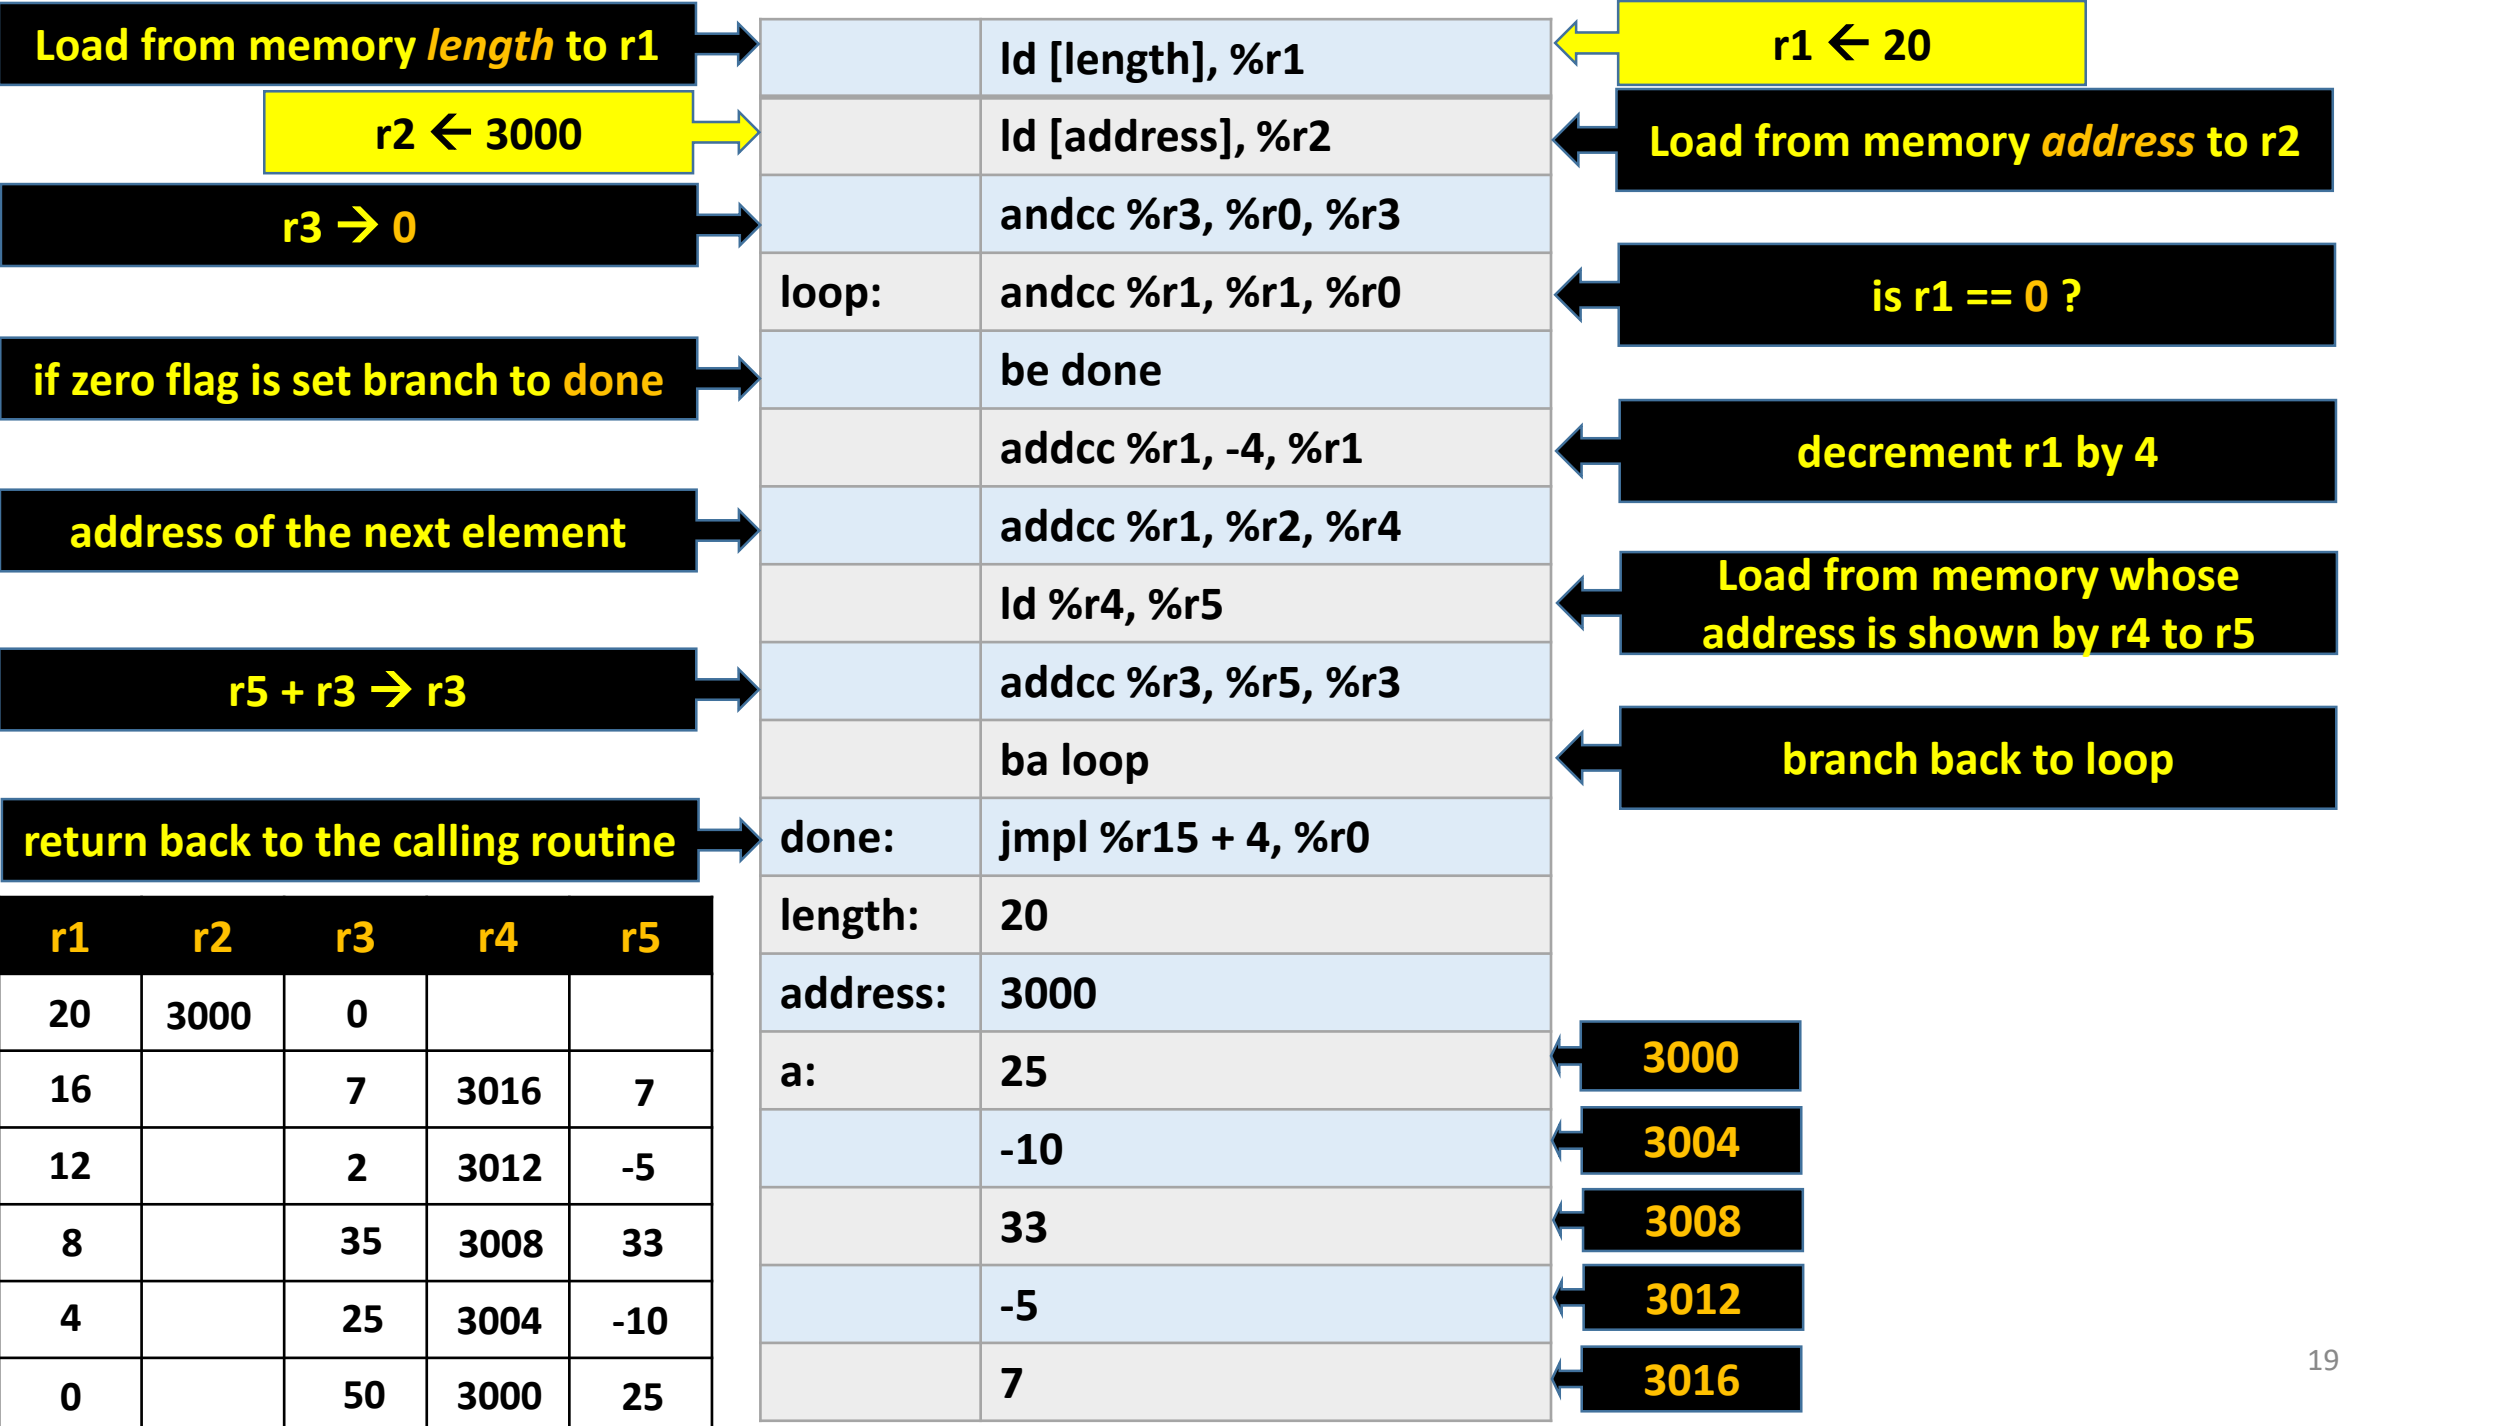 Load from memory length to r1
r2 ← 3000
r3 → 0
if zero flag is set branch to done
address of the next element
r5 + r3 → r3
return back to the calling routine
ld [length], %r1
ld [address], %r2
andcc %r3, %r0, %r3
loop: andcc %r1, %r1, %r0
be done
addcc %r1, -4, %r1
addcc %r1, %r2, %r4
ld %r4, %r5
addcc %r3, %r5, %r3
ba loop
done: jmpl %r15 + 4, %r0
length: 20
address: 3000
a: 25
-10
33
-5
7
r1 ← 20
Load from memory address to r2
is r1 == 0 ?
decrement r1 by 4
Load from memory whose
address is shown by r4 to r5
branch back to loop
3000
3004
3008
3012
3016
r1 r2 r3 r4 r5
20 3000 0
16 7 3016 7
12 2 3012 -5
8 35 3008 33
4 25 3004 -10
0 50 3000 25
19